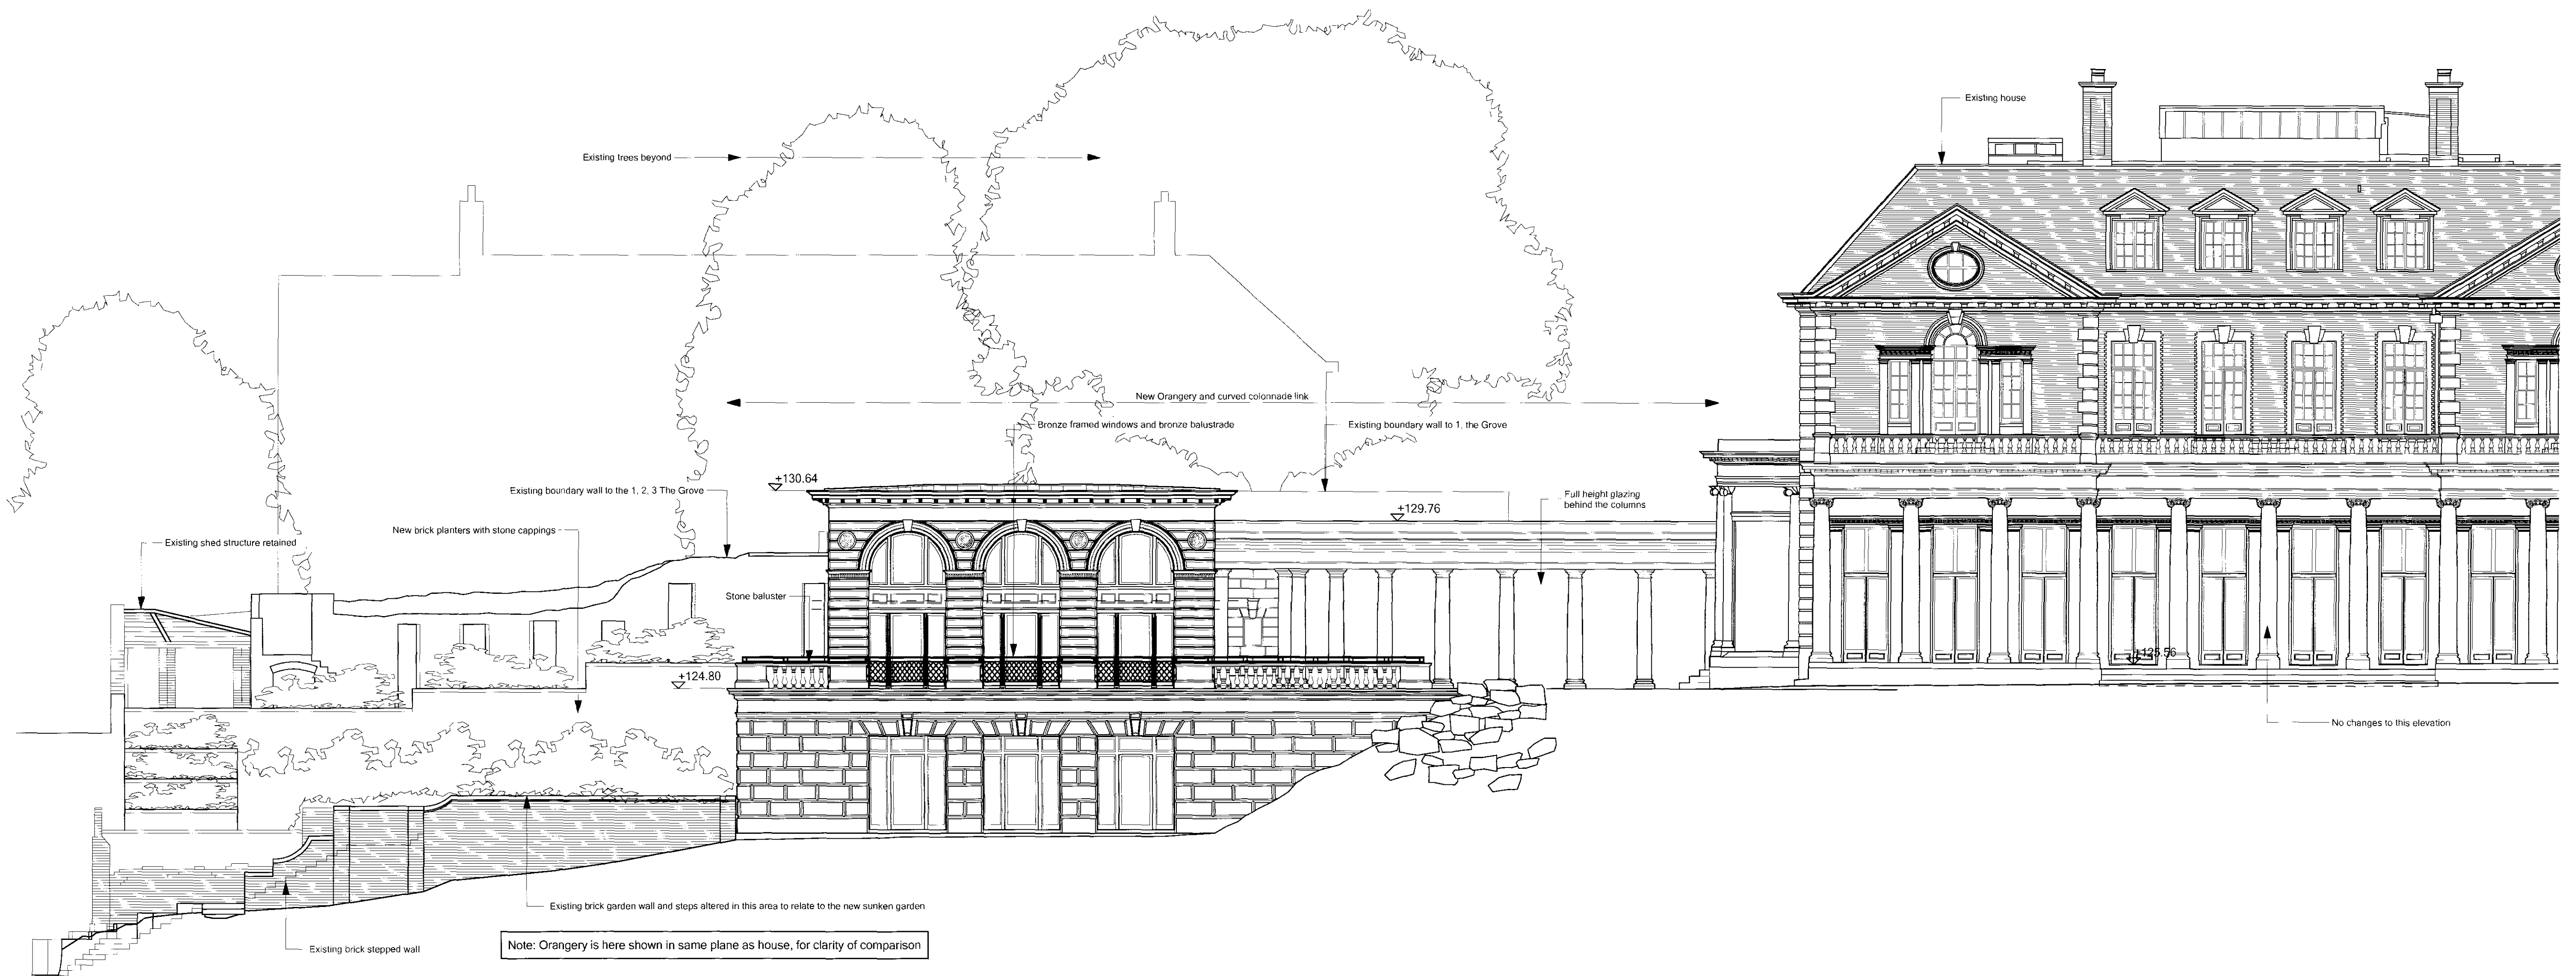 Existing house
Existing trees beyond
New Orangery and curved colonnade link
Bronze framed windows and bronze balustrade
Existing boundary wall to 1, the Grove
+130.64
Existing boundary wall to the 1, 2, 3 The Grove
Full height glazing
behind the columns
+129.76
New brick planters with stone cappings
Existing shed structure retained
Stone baluster
+125.56
+124.80
No changes to this elevation
Existing brick garden wall and steps altered in this area to relate to the new sunken garden
Existing brick stepped wall
Note: Orangery is here shown in same plane as house, for clarity of comparison